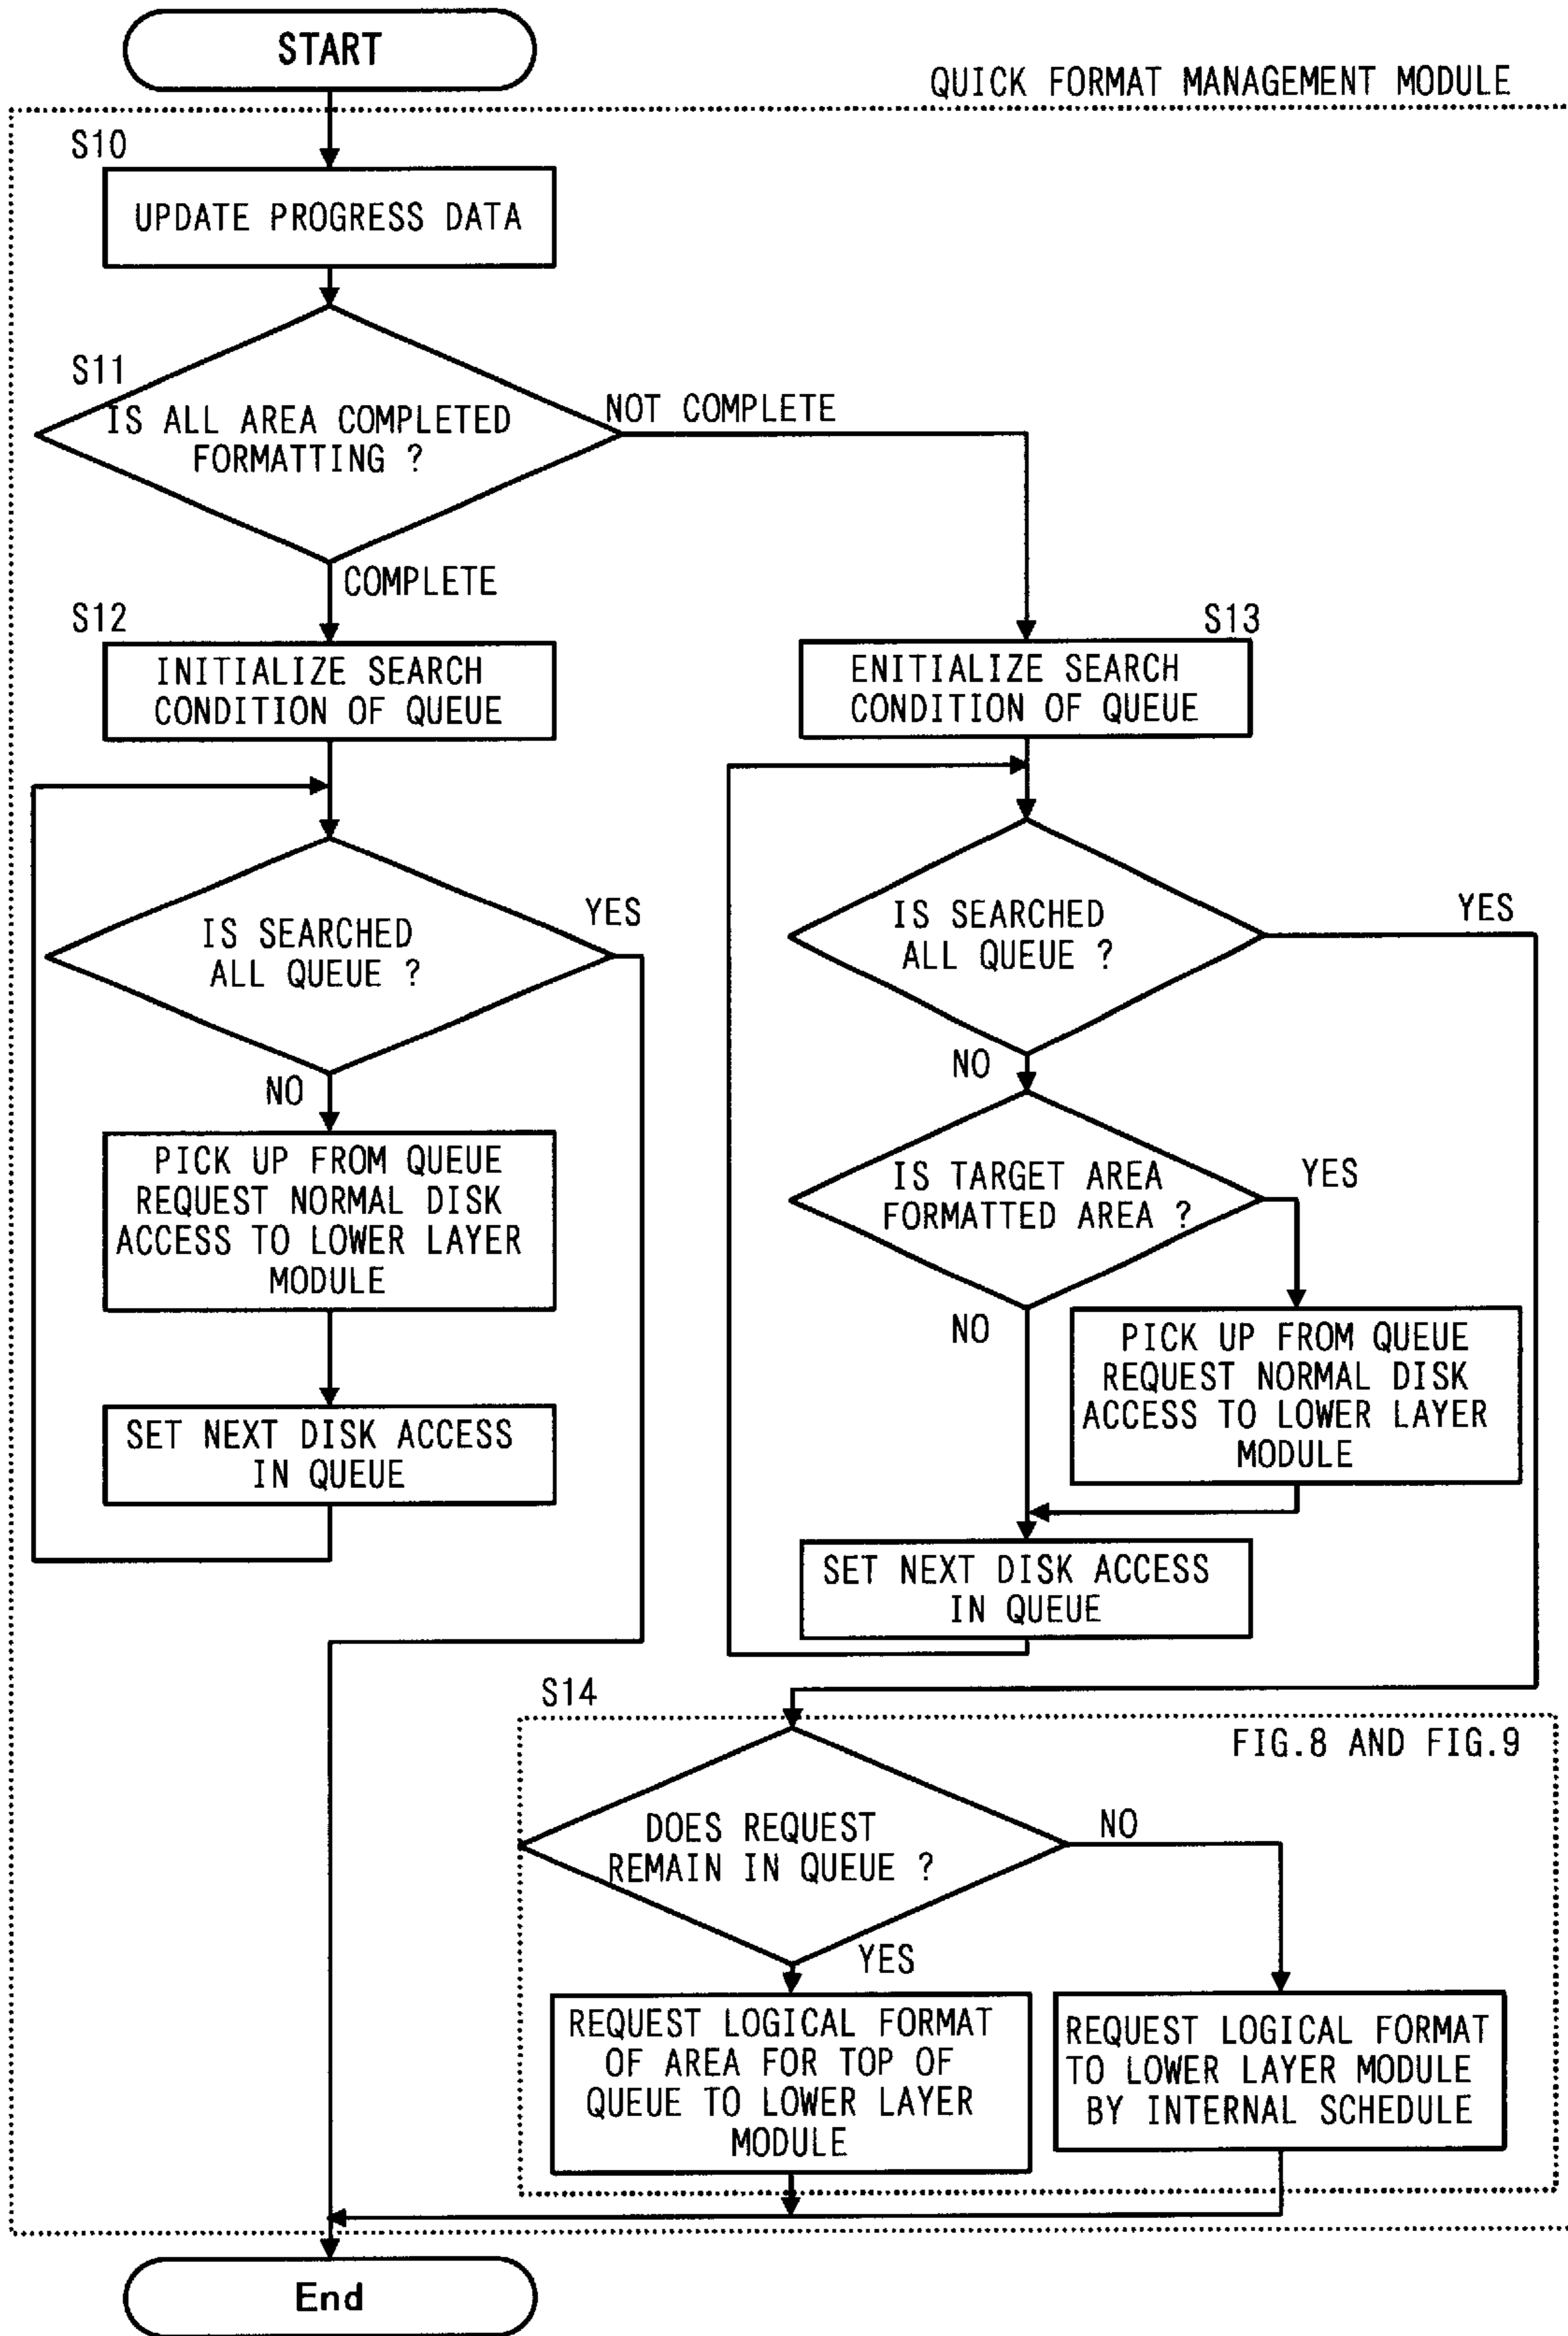 START
QUICK FORMAT MANAGEMENT MODULE
S10
UPDATE PROGRESS DATA
S11
IS ALL AREA COMPLETED
FORMATTING ?
NOT COMPLETE
COMPLETE
S12
INITIALIZE SEARCH
CONDITION OF QUEUE
IS SEARCHED
ALL QUEUE ?
YES
NO
PICK UP FROM QUEUE
REQUEST NORMAL DISK
ACCESS TO LOWER LAYER
MODULE
SET NEXT DISK ACCESS
IN QUEUE
S13
ENITIALIZE SEARCH
CONDITION OF QUEUE
IS SEARCHED
ALL QUEUE ?
YES
NO
IS TARGET AREA
FORMATTED AREA ?
YES
NO
PICK UP FROM QUEUE
REQUEST NORMAL DISK
ACCESS TO LOWER LAYER
MODULE
SET NEXT DISK ACCESS
IN QUEUE
S14
FIG.8 AND FIG.9
DOES REQUEST
REMAIN IN QUEUE ?
NO
YES
REQUEST LOGICAL FORMAT
OF AREA FOR TOP OF
QUEUE TO LOWER LAYER
MODULE
REQUEST LOGICAL FORMAT
TO LOWER LAYER MODULE
BY INTERNAL SCHEDULE
End